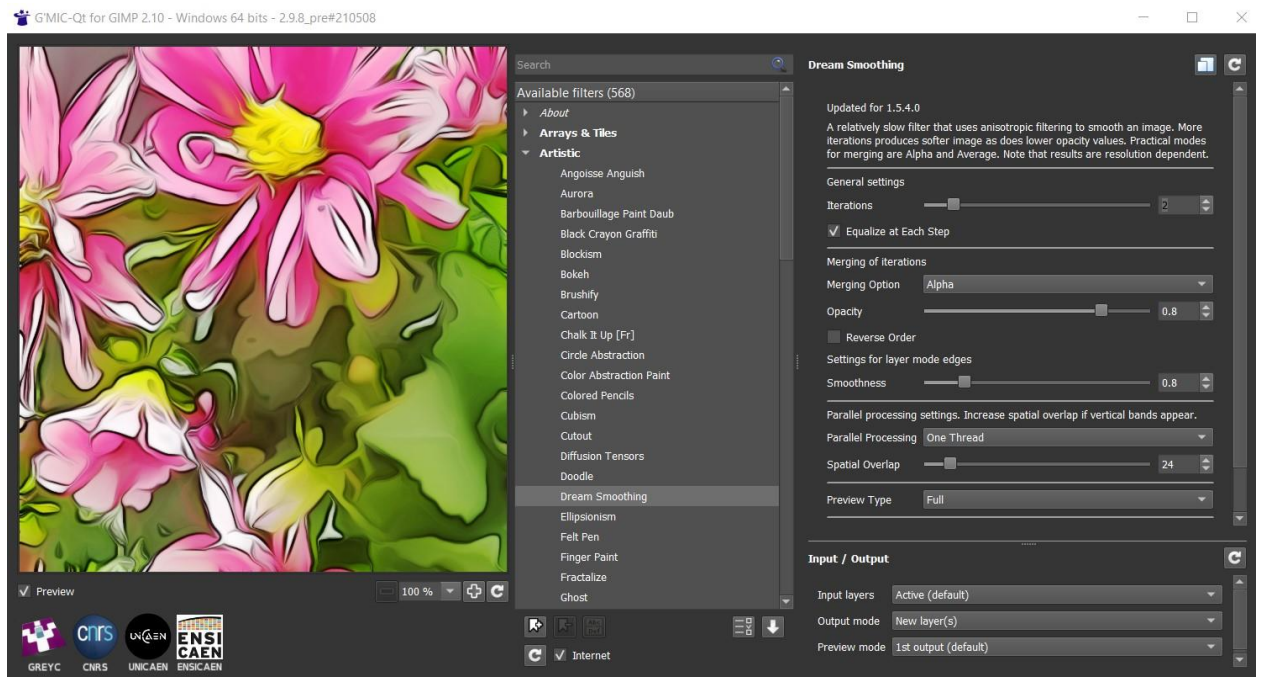 G'MIC-Qt for GIMP 2.10 - Windows 64 bits - 2.9.8_pre#210508
Search
Available filters (568)
About
Arrays & Tiles
Artistic
Angoisse Anguish
Aurora
Barbouillage Paint Daub
Black Crayon Graffiti
Blockism
Bokeh
Brushify
Cartoon
Chalk It Up [Fr]
Circle Abstraction
Color Abstraction Paint
Colored Pencils
Cubism
Cutout
Diffusion Tensors
Doodle
Dream Smoothing
Ellipsionism
Felt Pen
Finger Paint
Fractalize
Ghost
Internet
Dream Smoothing
Updated for 1.5.4.0
A relatively slow filter that uses anisotropic filtering to smooth an image. More
iterations produces softer image as does lower opacity values. Practical modes
for merging are Alpha and Average. Note that results are resolution dependent.
General settings
Iterations 2
Equalize at Each Step
Merging of iterations
Merging Option Alpha
Opacity 0.8
Reverse Order
Settings for layer mode edges
Smoothness 0.8
Parallel processing settings. Increase spatial overlap if vertical bands appear.
Parallel Processing One Thread
Spatial Overlap 24
Preview Type Full
Input / Output
Input layers Active (default)
Output mode New layer(s)
Preview mode 1st output (default)
Preview
100 %
cnrs
UNICAEN
ENSI
CAEN
GREYC CNRS UNICAEN ENSICAEN